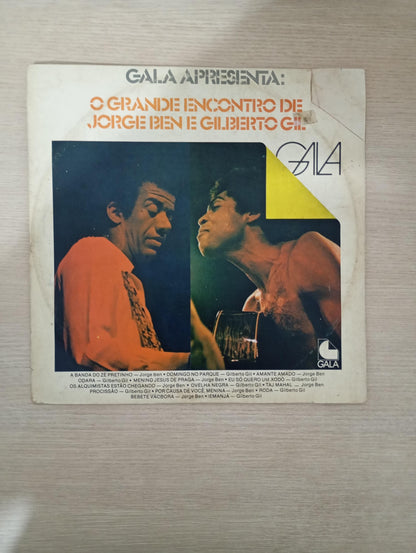 GALA APRESENTA:
O GRANDE ENCONTRO DE
JORGE BEN E GILBERTO GIL
GALA
GALA
A BANDA DO ZE PRETINHO — Jorge Ben • DOMINGO NO PARQUE — Gilberto Gil • AMANTE AMADO — Jorge Ben
ODARA — Gilberto Gil • MENINO JESUS DE PRAGA — Jorge Ben • EU SÓ QUERO UM XODÓ — Gilberto Gil
OS ALQUIMISTAS ESTÃO CHEGANDO — Jorge Ben • OVELHA NEGRA — Gilberto Gil • TAJ MAHAL — Jorge Ben
PROCISSÃO — Gilberto Gil • POR CAUSA DE VOCÊ, MENINA — Jorge Ben • RODA — Gilberto Gil
BEBETE VÃOBORA — Jorge Ben • IEMANJÁ — Gilberto Gil